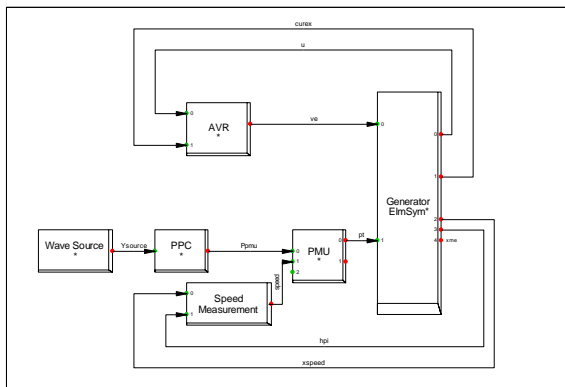 curex
u
0
AVR
*
1
ve
0
0
1
Generator
ElmSym*
2
3
4
xme
Wave Source
*
Ysource
PPC
*
Ppmu
0
1
2
PMU
*
0
1
pt
1
speed
0
1
Speed
Measurement
hpi
xspeed